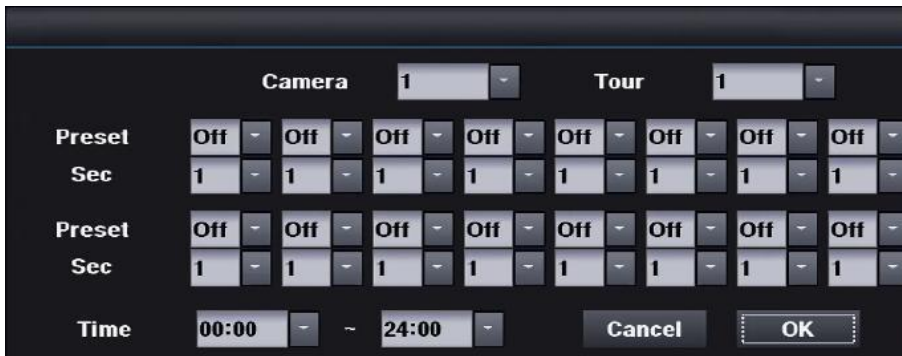 Camera 1 Tour 1
Preset Off Off Off Off Off Off Off Off
Sec 1 1 1 1 1 1 1 1
Preset Off Off Off Off Off Off Off Off
Sec 1 1 1 1 1 1 1 1
Time 00:00 ~ 24:00 Cancel OK